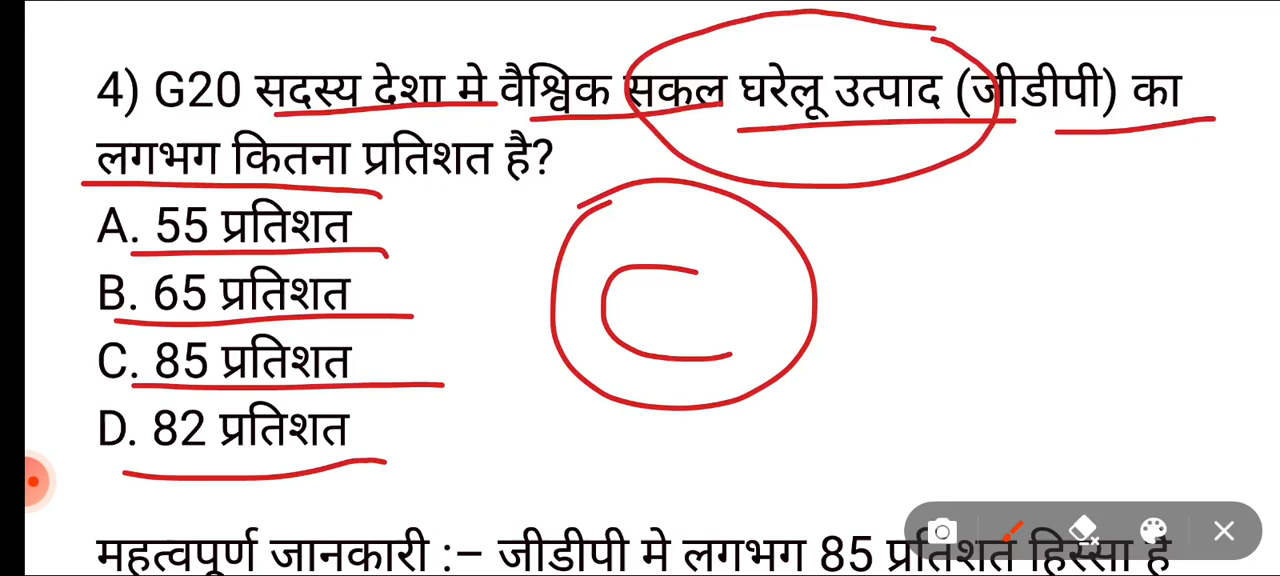 4) G20 सदस्य देशा मे वैश्विक सकल घरेलू उत्पाद (जीडीपी) का
लगभग कितना प्रतिशत है?
A. 55 प्रतिशत
B. 65 प्रतिशत
C. 85 प्रतिशत
D. 82 प्रतिशत
C
महत्वपूर्ण जानकारी :– जीडीपी मे लगभग 85 प्रतिशत हिस्सा है